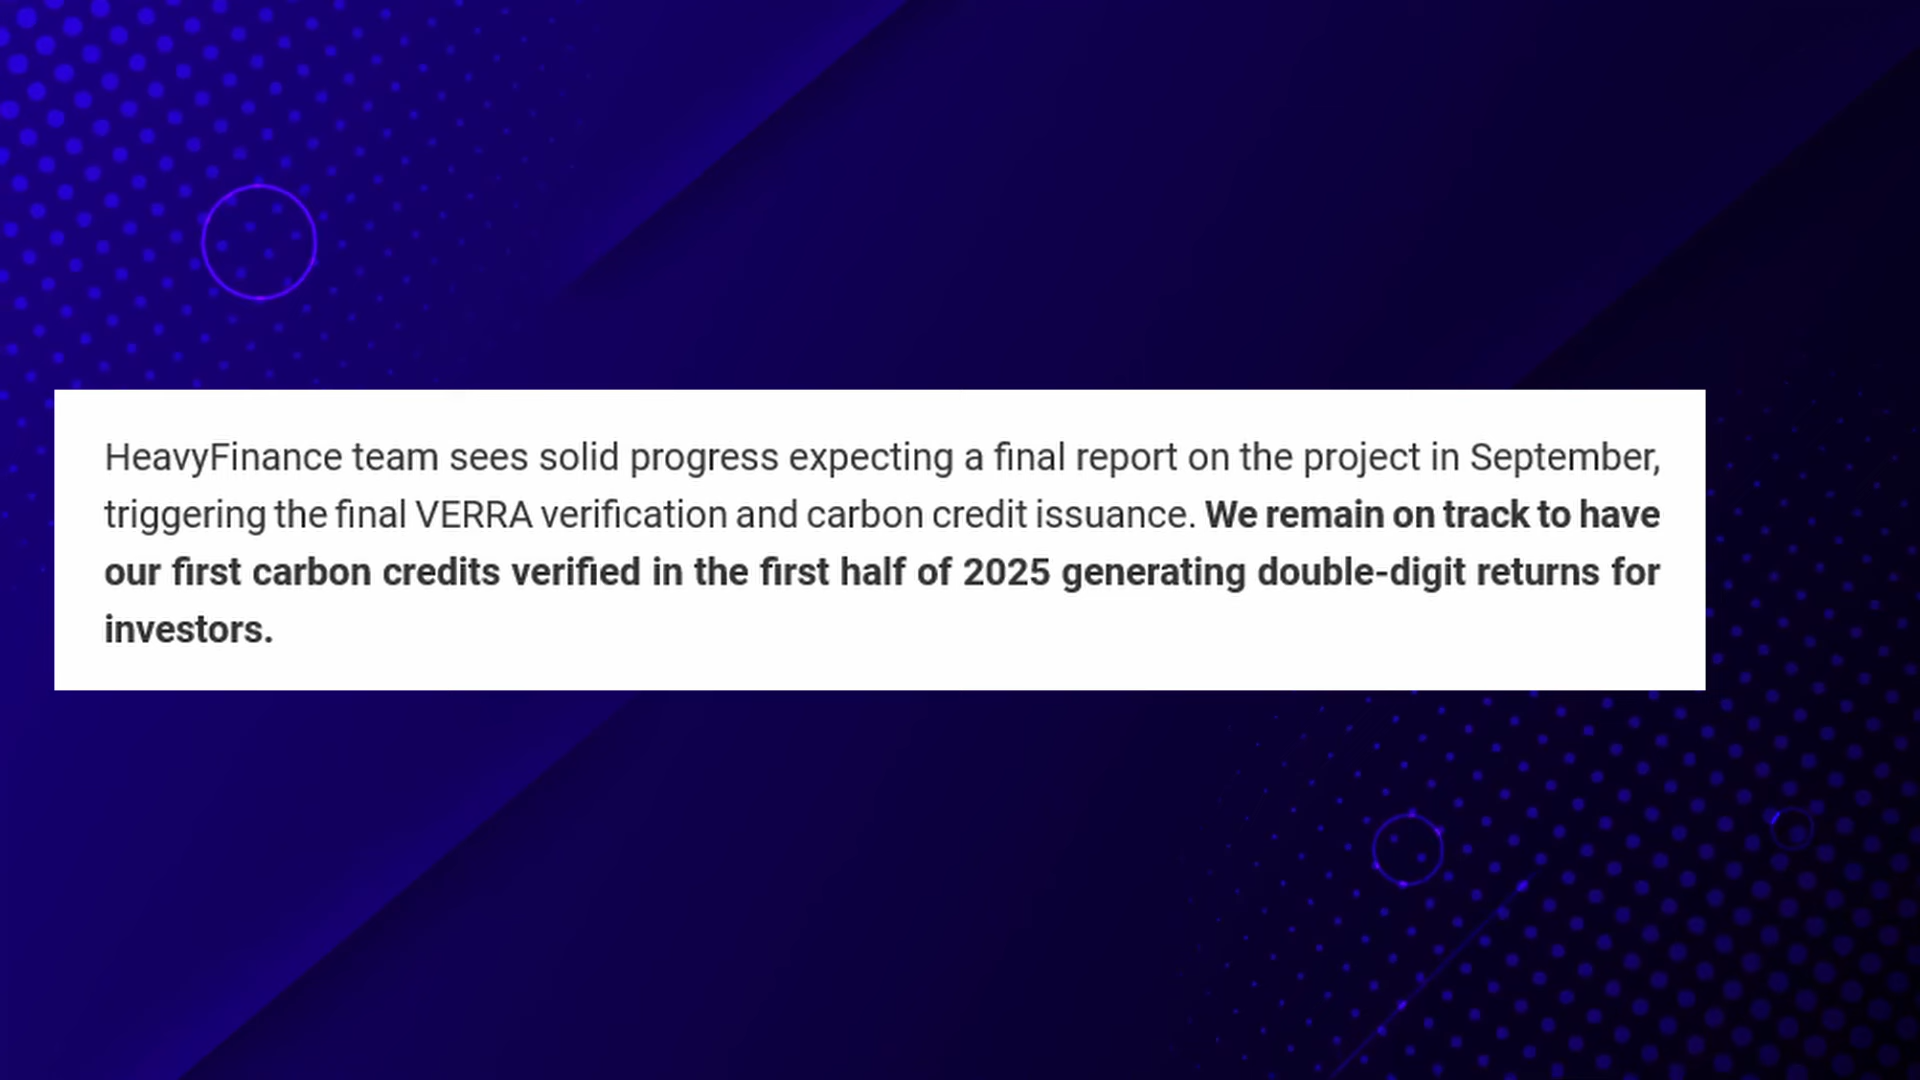 HeavyFinance team sees solid progress expecting a final report on the project in September,
triggering the final VERRA verification and carbon credit issuance. We remain on track to have
our first carbon credits verified in the first half of 2025 generating double-digit returns for
investors.